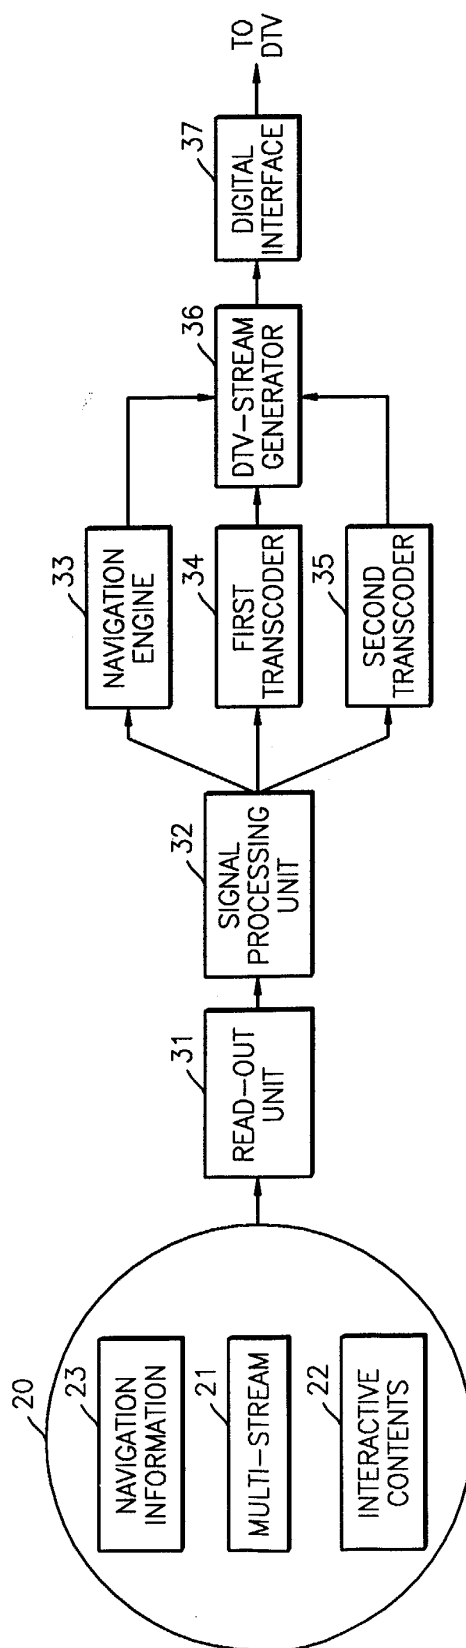 20
23
NAVIGATION
INFORMATION
21
MULTI-STREAM
22
INTERACTIVE
CONTENTS
31
READ-OUT
UNIT
32
SIGNAL
PROCESSING
UNIT
33
NAVIGATION
ENGINE
34
FIRST
TRANSCODER
35
SECOND
TRANSCODER
36
DTV-STREAM
GENERATOR
37
DIGITAL
INTERFACE
TO
DTV